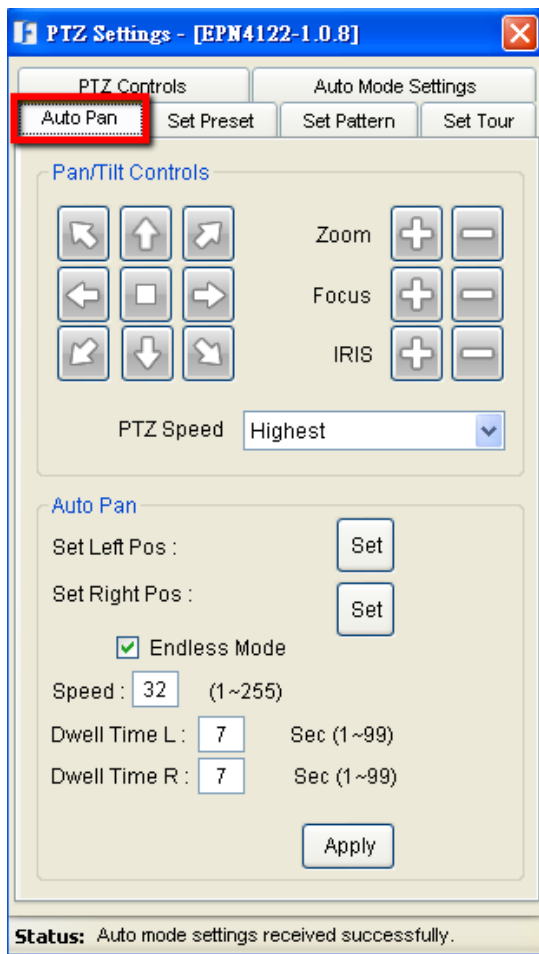 PTZ Settings - [EPN4122-1.0.8]
PTZ Controls
Auto Mode Settings
Auto Pan
Set Preset
Set Pattern
Set Tour
Pan/Tilt Controls
Zoom
Focus
IRIS
PTZ Speed
Highest
Auto Pan
Set Left Pos :
Set
Set Right Pos :
Set
Endless Mode
Speed : 32 (1~255)
Dwell Time L : 7 Sec (1~99)
Dwell Time R : 7 Sec (1~99)
Apply
Status: Auto mode settings received successfully.